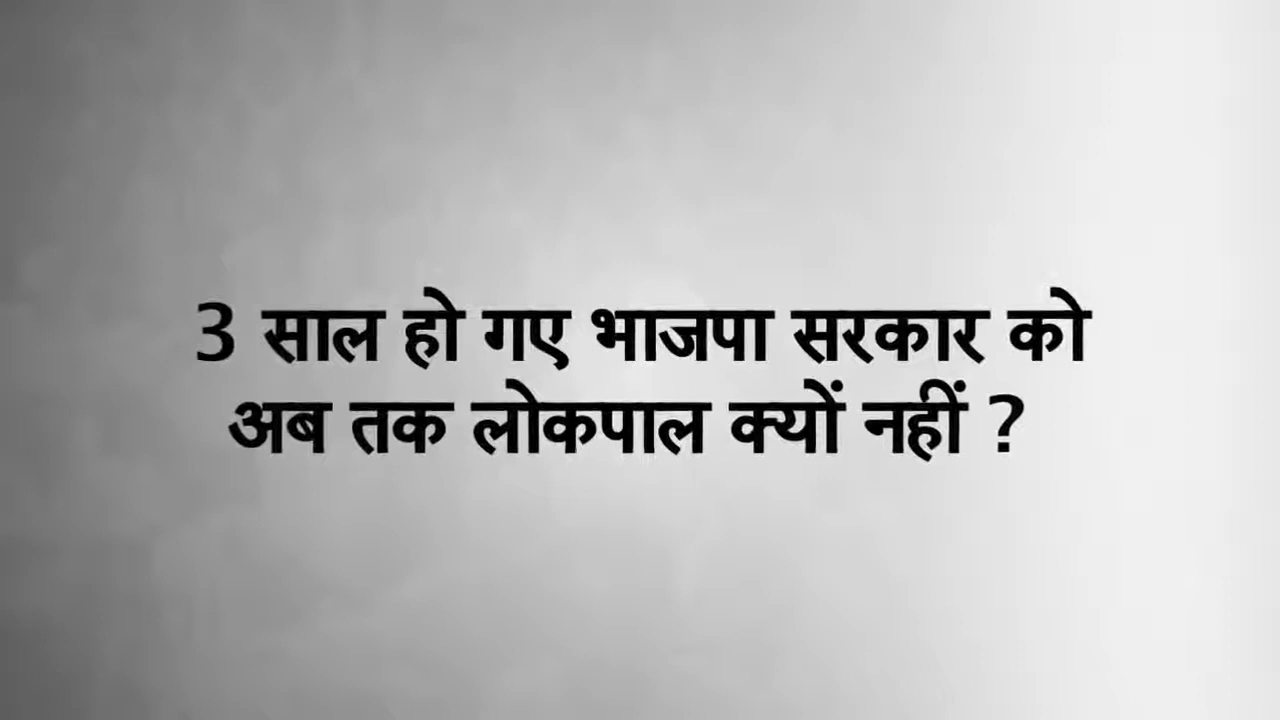 3 साल हो गए भाजपा सरकार को
अब तक लोकपाल क्यों नहीं ?